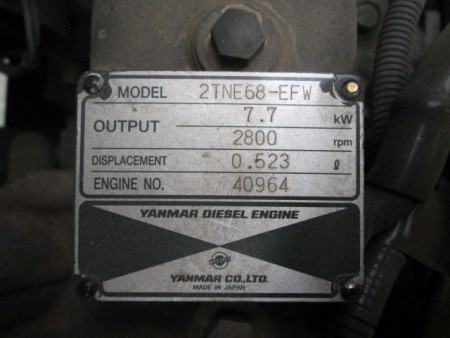 MODEL 2TNE68-EFW
OUTPUT 7.7 kW
2800 rpm
DISPLACEMENT 0.523 ℓ
ENGINE NO. 40964
YANMAR DIESEL ENGINE
YANMAR CO.,LTD.
MADE IN JAPAN